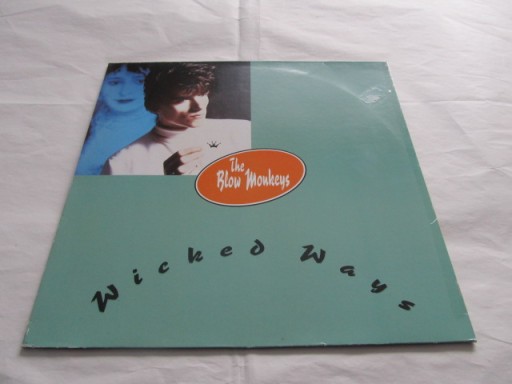 The
Blow Monkeys
Wicked Ways